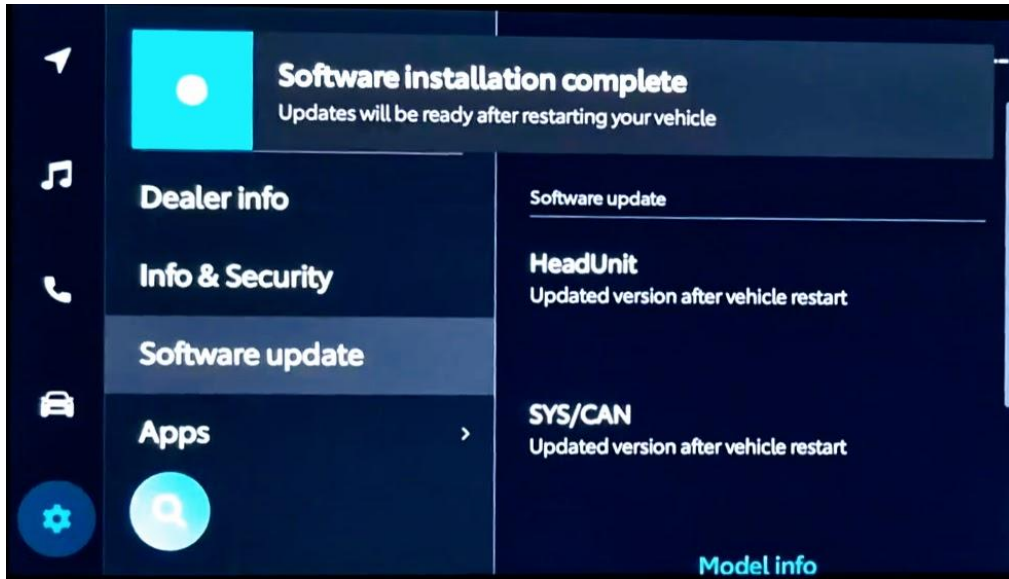 Software installation complete
Updates will be ready after restarting your vehicle
Dealer info
Info & Security
Software update
Apps
Software update
HeadUnit
Updated version after vehicle restart
SYS/CAN
Updated version after vehicle restart
Model info